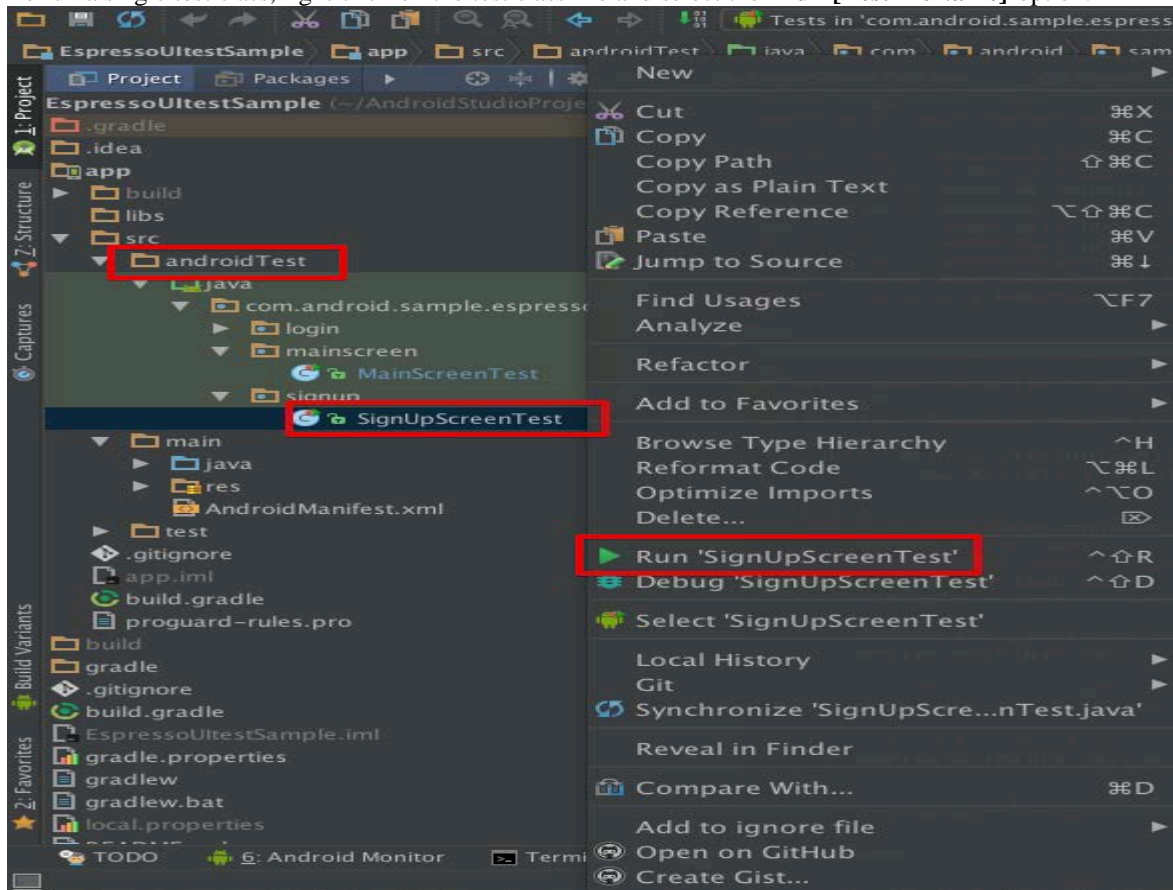 Tests in 'com.android.sample.espress
EspressoUItestSample app src androidTest java com android sam
1: Project
Z: Structure
Captures
Build Variants
2: Favorites
Project Packages
EspressoUItestSample (~/AndroidStudioProje
.gradle
.idea
app
build
libs
src
androidTest
java
com.android.sample.espresso
login
mainscreen
MainScreenTest
signup
SignUpScreenTest
main
java
res
AndroidManifest.xml
test
.gitignore
app.iml
build.gradle
proguard-rules.pro
build
gradle
.gitignore
build.gradle
EspressoUItestSample.iml
gradle.properties
gradlew
gradlew.bat
local.properties
TODO 6: Android Monitor Termi
New
Cut ⌘X
Copy ⌘C
Copy Path ⇧⌘C
Copy as Plain Text
Copy Reference ⌥⇧⌘C
Paste ⌘V
Jump to Source ⌘↓
Find Usages ⌥F7
Analyze
Refactor
Add to Favorites
Browse Type Hierarchy ^H
Reformat Code ⌥⌘L
Optimize Imports ^⌥O
Delete... ⌦
Run 'SignUpScreenTest' ^⇧R
Debug 'SignUpScreenTest' ^⇧D
Select 'SignUpScreenTest'
Local History
Git
Synchronize 'SignUpScre...nTest.java'
Reveal in Finder
Compare With... ⌘D
Add to ignore file
Open on GitHub
Create Gist...